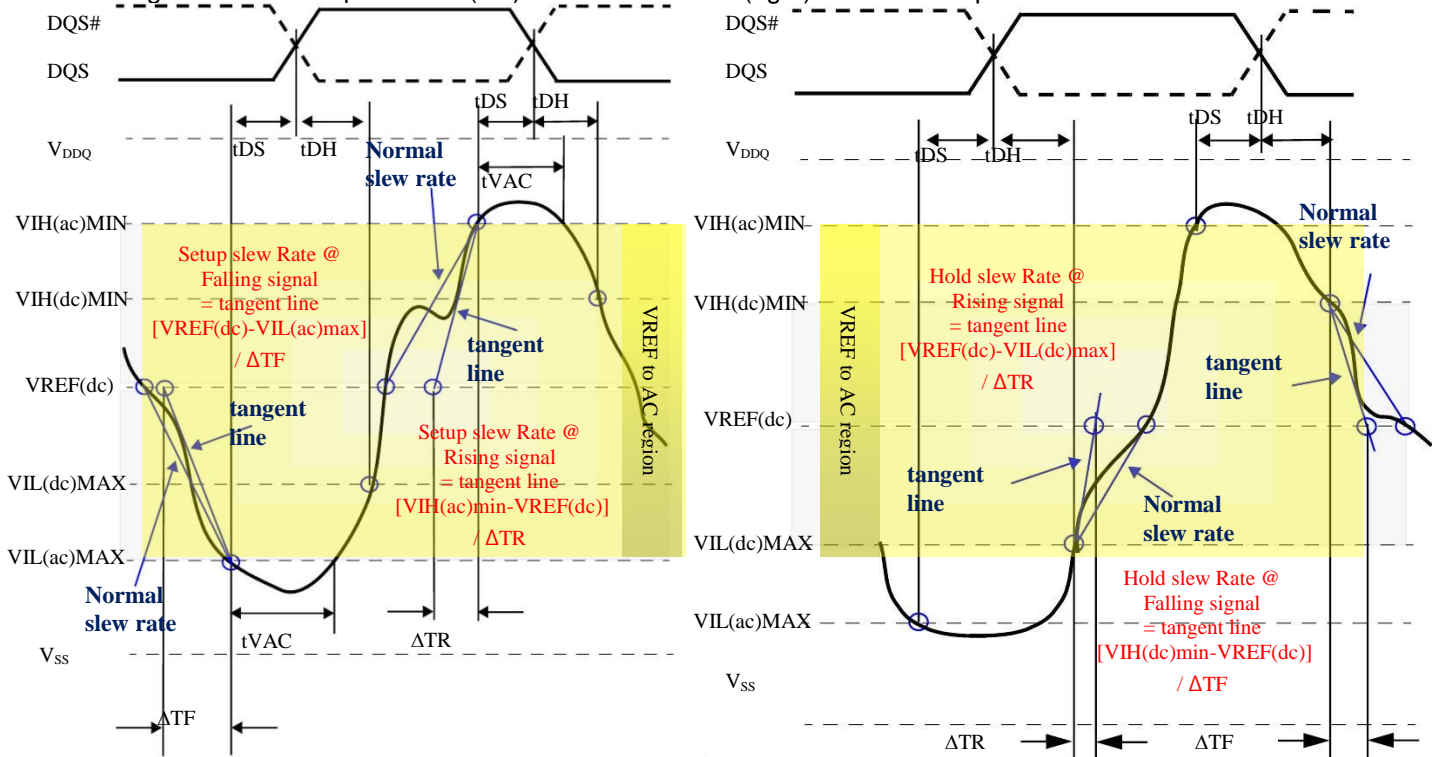 DQS#
DQS
tDS
tDH
tDS
tDH
VDDQ
Normal
slew rate
tVAC
VIH(ac)MIN
Setup slew Rate @
Falling signal
= tangent line
[VREF(dc)-VIL(ac)max]
/ ΔTF
VIH(dc)MIN
tangent
line
VREF(dc)
tangent
line
VREF to AC region
Setup slew Rate @
Rising signal
= tangent line
[VIH(ac)min-VREF(dc)]
/ ΔTR
VIL(dc)MAX
VIL(ac)MAX
Normal
slew rate
tVAC
ΔTR
VSS
ΔTF
DQS#
DQS
tDS
tDH
tDS
tDH
VDDQ
VIH(ac)MIN
Normal
slew rate
Hold slew Rate @
Rising signal
= tangent line
[VREF(dc)-VIL(dc)max]
/ ΔTR
VIH(dc)MIN
VREF to AC region
tangent
line
VREF(dc)
tangent
line
Normal
slew rate
VIL(dc)MAX
Hold slew Rate @
Falling signal
= tangent line
[VIH(dc)min-VREF(dc)]
/ ΔTF
VIL(ac)MAX
VSS
ΔTR
ΔTF